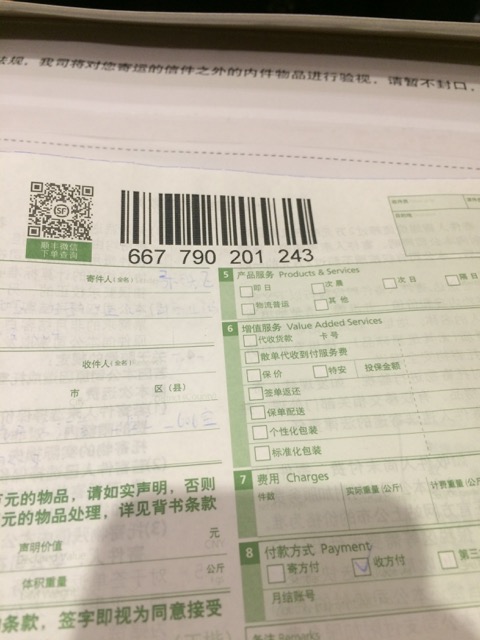 法规，我司将对您寄运的信件之外的内件物品进行验视，请暂不封口，
SF
顺丰微信
下单查询
667 790 201 243
寄件人（全名）
收件人（全名）
市 区（县）
万元的物品，请如实声明，否则
元的物品处理，详见背书条款
声明价值 元
体积重量 公斤
条款，签字即视为同意接受
5 产品服务 Products & Services
即日 次晨 次日 隔日
物流普运 其他
6 增值服务 Value Added Services
代收货款 卡号
散单代收到付服务费
保价 特安 投保金额
签单返还
保单配送
个性化包装
标准化包装
7 费用 Charges
件数 实际重量（公斤） 计费重量（公斤
8 付款方式 Payment
寄方付 收方付 第三
月结账号
备注 Remarks